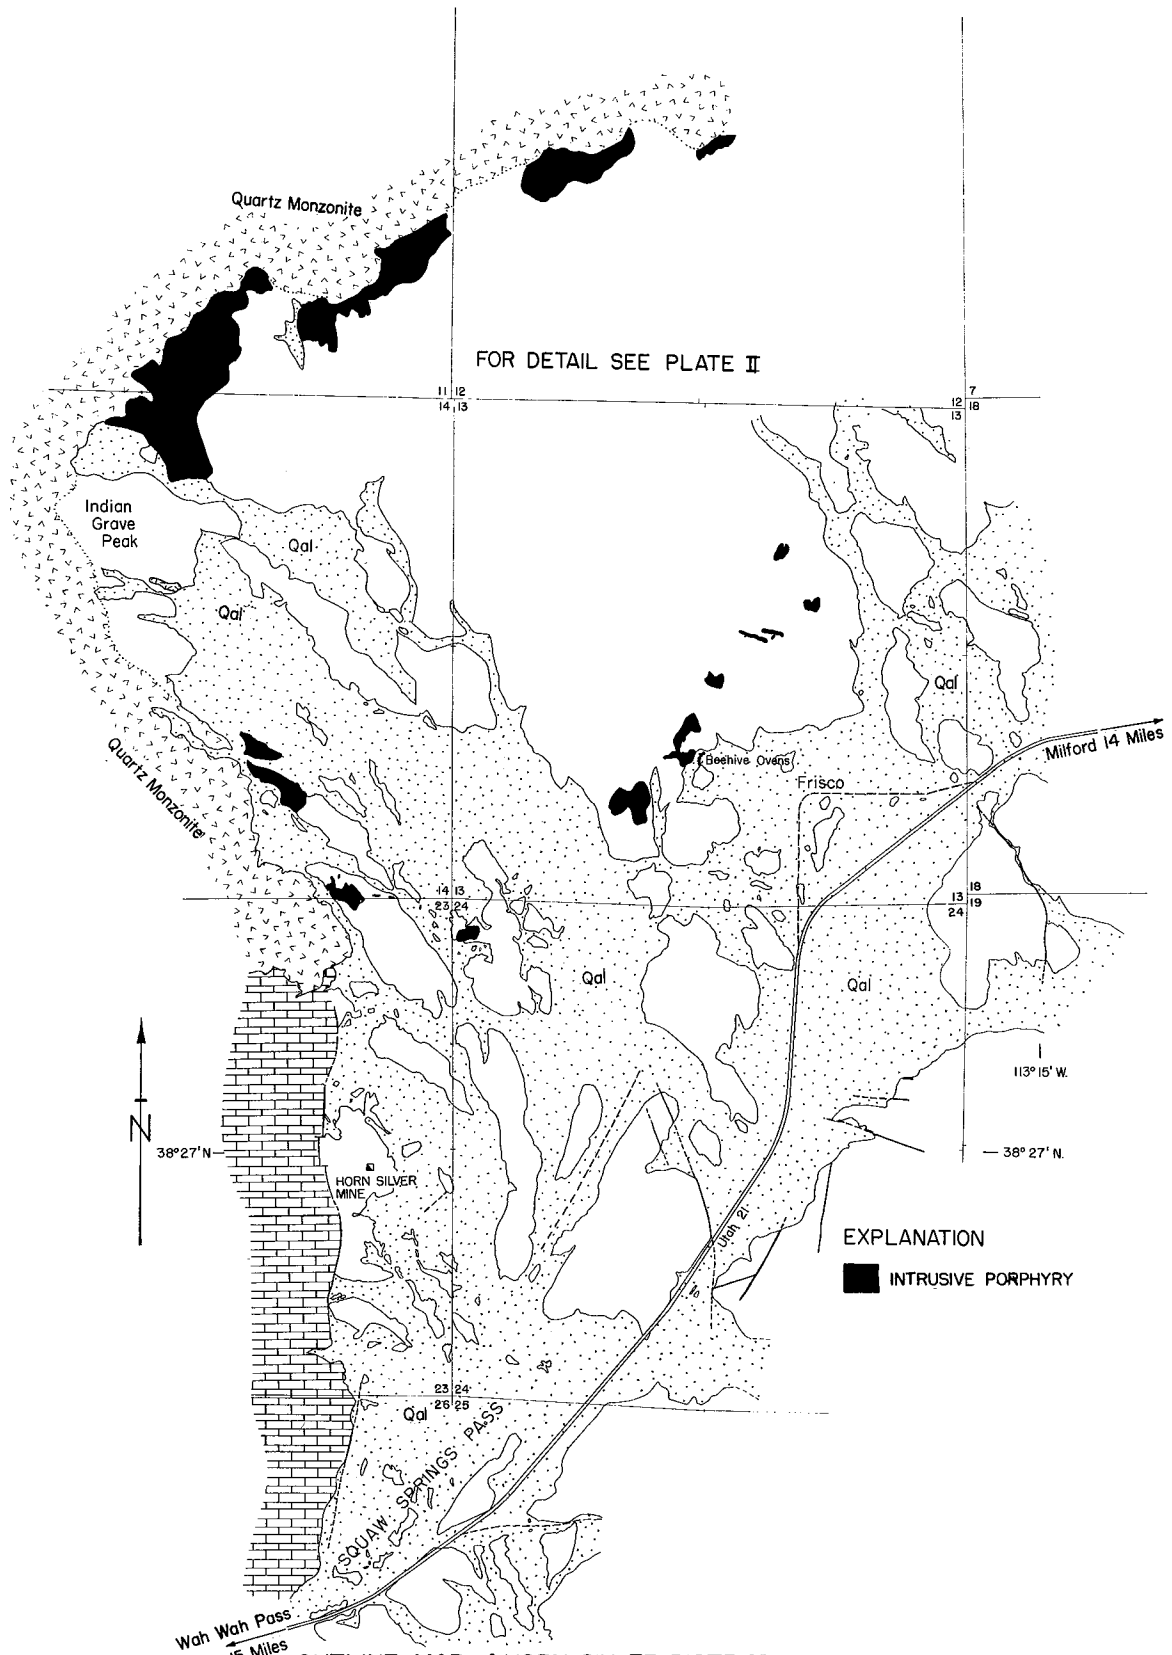 Quartz Monzonite
FOR DETAIL SEE PLATE II
11 12
14 13
12 7
13 18
Indian
Grave
Peak
Qal
Qal
Qal
Quartz Monzonite
Milford 14 Miles
Beehive Ovens
Frisco
14 13
23 24
13 18
24 19
Qal
Qal
113° 15' W.
N
38° 27' N
38° 27' N.
HORN SILVER
MINE
Utah 21
EXPLANATION
INTRUSIVE PORPHYRY
23 24
26 25
Qal
SQUAW SPRINGS PASS
Wah Wah Pass
15 Miles